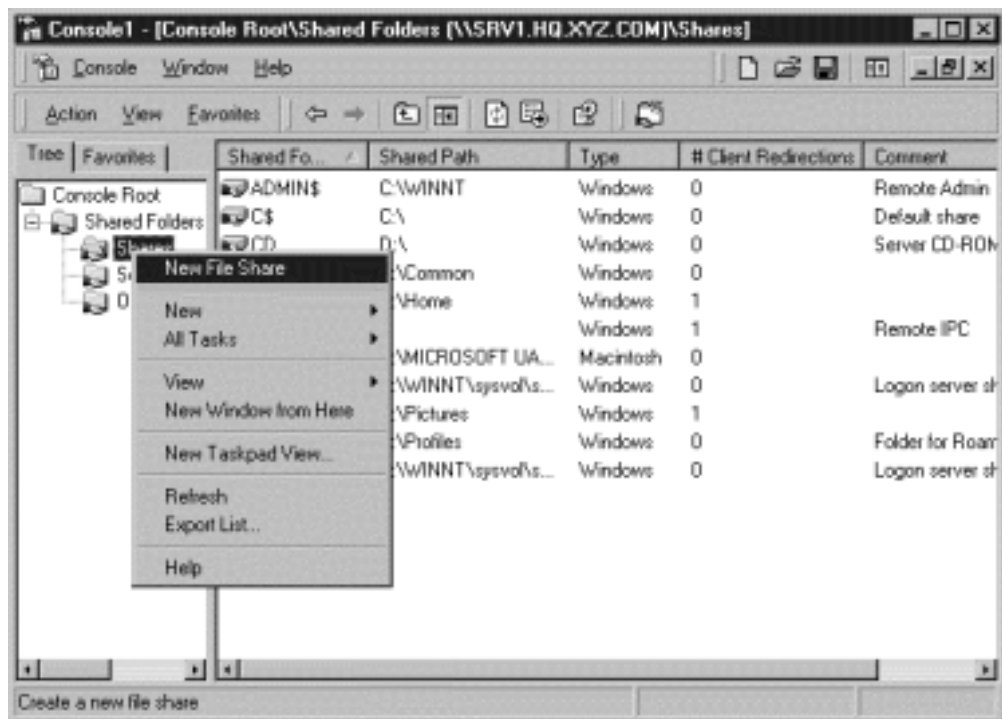 Console1 - [Console Root\Shared Folders (\\SRV1.HQ.XYZ.COM)\Shares]
Console Window Help
Action View Favorites
Tree Favorites
Shared Fo... Shared Path Type # Client Redirections Comment
Console Root
Shared Folders
Shares
ADMIN$ C:\WINNT Windows 0 Remote Admin
C$ C:\ Windows 0 Default share
CD D:\ Windows 0 Server CD-ROM
:\Common Windows 0
:\Home Windows 1
Windows 1 Remote IPC
:\MICROSOFT UA... Macintosh 0
:\WINNT\sysvol\s... Windows 0 Logon server sh
:\Pictures Windows 1
:\Profiles Windows 0 Folder for Roam
:\WINNT\sysvol\s... Windows 0 Logon server sh
New File Share
New
All Tasks
View
New Window from Here
New Taskpad View...
Refresh
Export List...
Help
Create a new file share